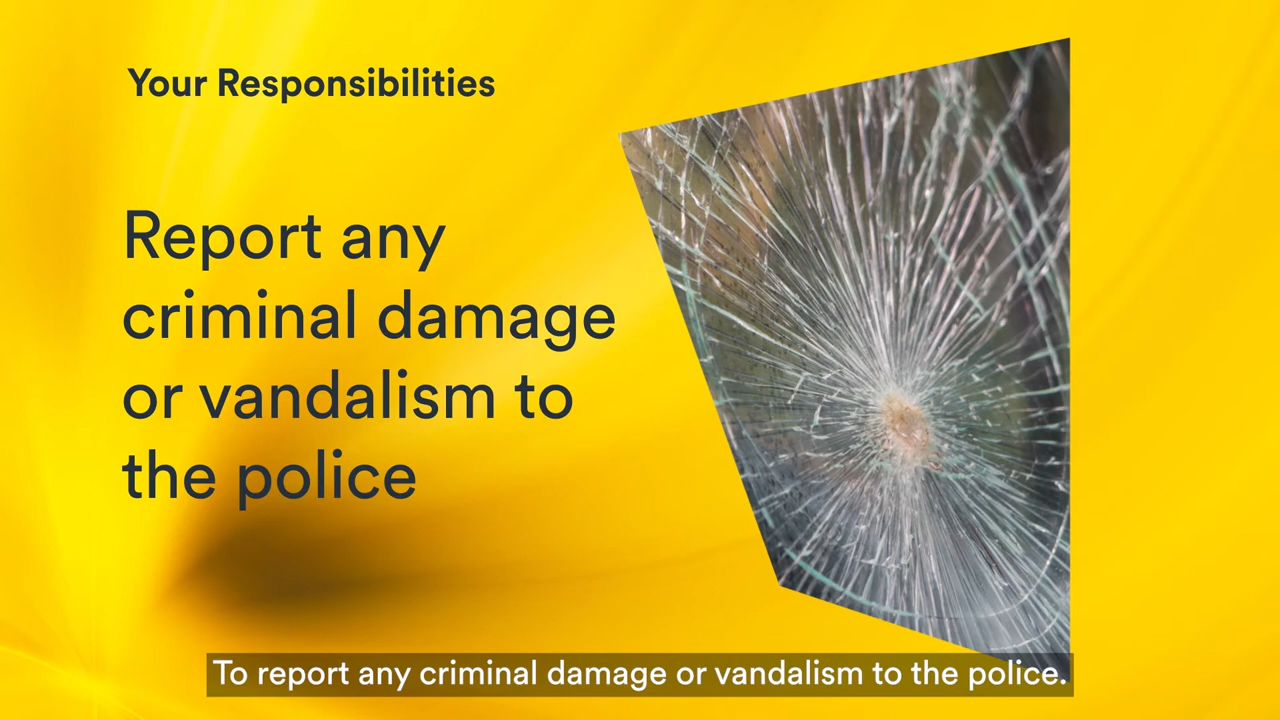 Your Responsibilities
Report any
criminal damage
or vandalism to
the police
To report any criminal damage or vandalism to the police.